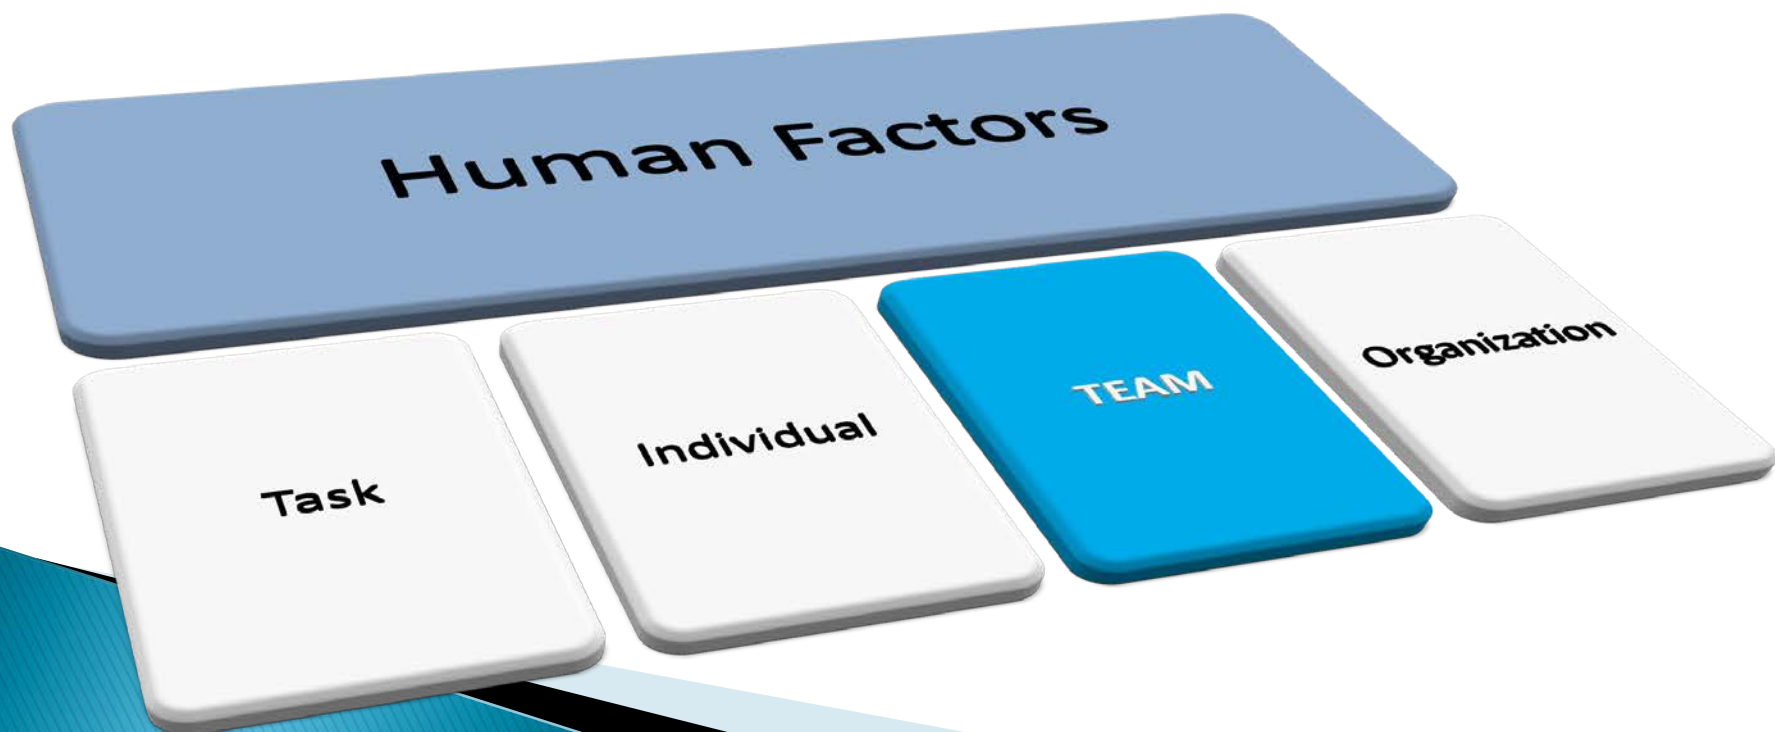 Human Factors
Task
Individual
TEAM
Organization